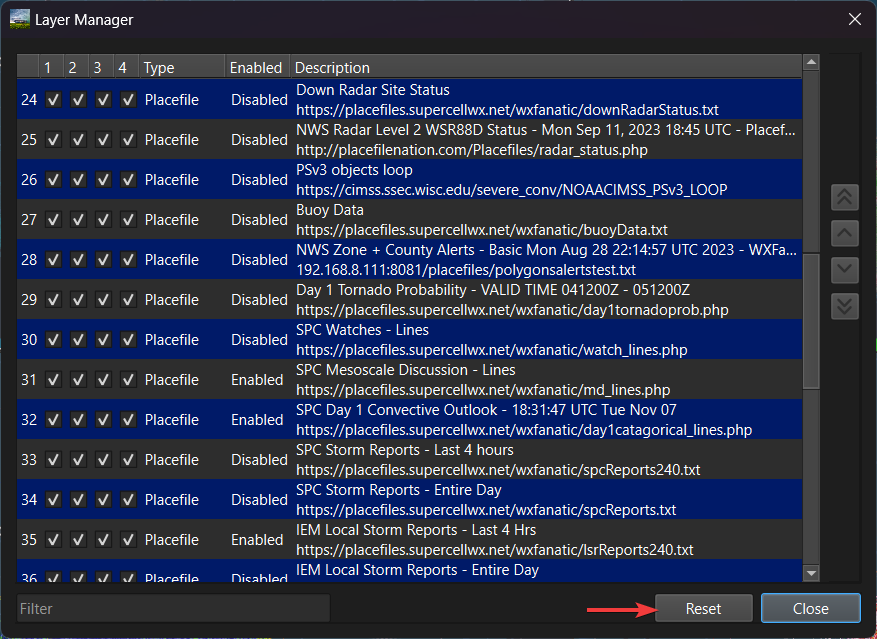 Layer Manager
1 2 3 4 Type Enabled Description
24 Placefile Disabled Down Radar Site Status
https://placefiles.supercellwx.net/wxfanatic/downRadarStatus.txt
25 Placefile Disabled NWS Radar Level 2 WSR88D Status - Mon Sep 11, 2023 18:45 UTC - Placef...
http://placefilenation.com/Placefiles/radar_status.php
26 Placefile Disabled PSv3 objects loop
https://cimss.ssec.wisc.edu/severe_conv/NOAACIMSS_PSv3_LOOP
27 Placefile Disabled Buoy Data
https://placefiles.supercellwx.net/wxfanatic/buoyData.txt
28 Placefile Disabled NWS Zone + County Alerts - Basic Mon Aug 28 22:14:57 UTC 2023 - WXFa...
192.168.8.111:8081/placefiles/polygonsalertstest.txt
29 Placefile Disabled Day 1 Tornado Probability - VALID TIME 041200Z - 051200Z
https://placefiles.supercellwx.net/wxfanatic/day1tornadoprob.php
30 Placefile Disabled SPC Watches - Lines
https://placefiles.supercellwx.net/wxfanatic/watch_lines.php
31 Placefile Enabled SPC Mesoscale Discussion - Lines
https://placefiles.supercellwx.net/wxfanatic/md_lines.php
32 Placefile Enabled SPC Day 1 Convective Outlook - 18:31:47 UTC Tue Nov 07
https://placefiles.supercellwx.net/wxfanatic/day1catagorical_lines.php
33 Placefile Disabled SPC Storm Reports - Last 4 hours
https://placefiles.supercellwx.net/wxfanatic/spcReports240.txt
34 Placefile Disabled SPC Storm Reports - Entire Day
https://placefiles.supercellwx.net/wxfanatic/spcReports.txt
35 Placefile Enabled IEM Local Storm Reports - Last 4 Hrs
https://placefiles.supercellwx.net/wxfanatic/lsrReports240.txt
36 Placefile Disabled IEM Local Storm Reports - Entire Day
Filter
Reset
Close